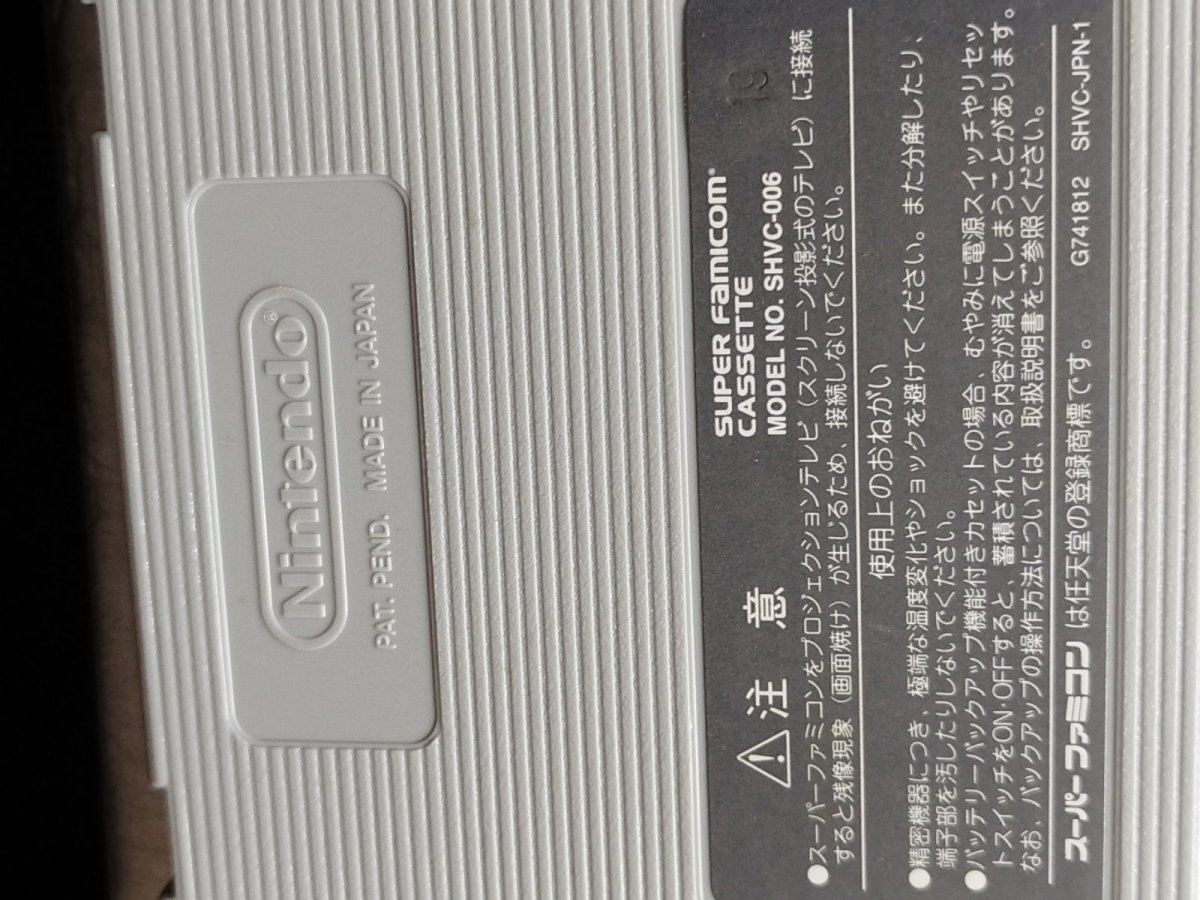 Nintendo®
PAT. PEND. MADE IN JAPAN
19
SUPER FAMICOM®
CASSETTE
MODEL NO. SHVC-006
注意
●スーパーファミコンをプロジェクションテレビ（スクリーン投影式のテレビ）に接続
すると残像現象（画面焼け）が生じるため、接続しないでください。
使用上のおねがい
●精密機器につき、極端な温度変化やショックを避けてください。また分解したり、
端子部を汚したりしないでください。
●バッテリーバックアップ機能付きカセットの場合、むやみに電源スイッチやリセッ
トスイッチをON・OFFすると、蓄積されている内容が消えてしまうことがあります。
なお、バックアップの操作方法については、取扱説明書をご参照ください。
スーパーファミコンは任天堂の登録商標です。 G741812 SHVC-JPN-1